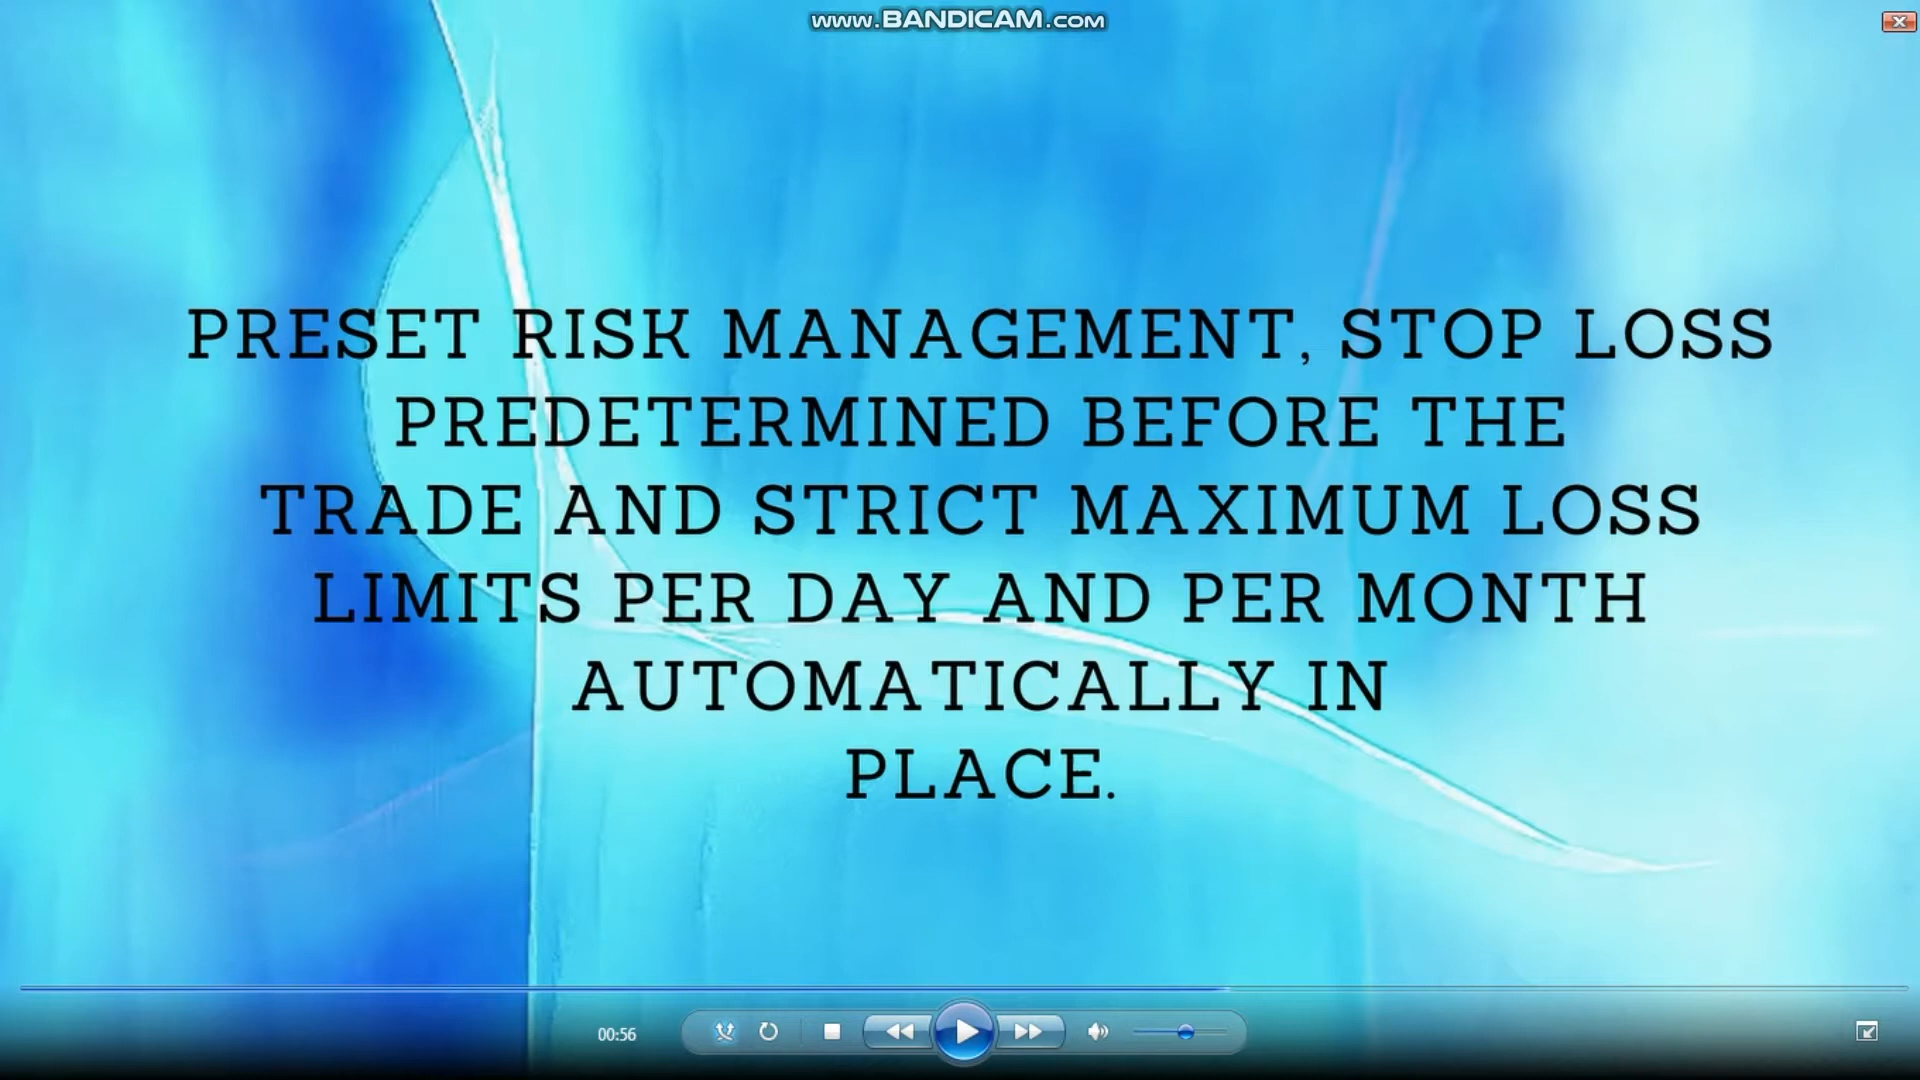 www.BANDICAM.COM
PRESET RISK MANAGEMENT, STOP LOSS
PREDETERMINED BEFORE THE
TRADE AND STRICT MAXIMUM LOSS
LIMITS PER DAY AND PER MONTH
AUTOMATICALLY IN
PLACE.
00:56